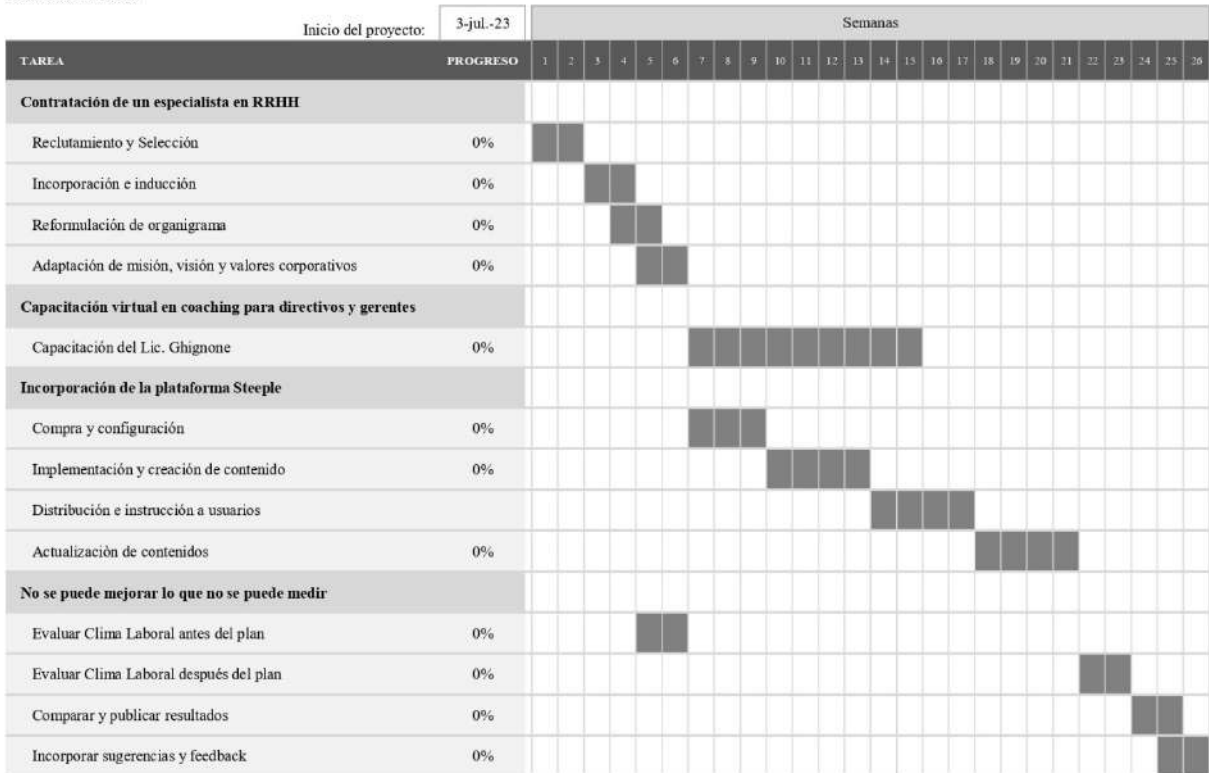 Inicio del proyecto: 3-jul.-23 Semanas
TAREA PROGRESO 1 2 3 4 5 6 7 8 9 10 11 12 13 14 15 16 17 18 19 20 21 22 23 24 25 26
Contratación de un especialista en RRHH
Reclutamiento y Selección 0%
Incorporación e inducción 0%
Reformulación de organigrama 0%
Adaptación de misión, visión y valores corporativos 0%
Capacitación virtual en coaching para directivos y gerentes
Capacitación del Lic. Ghignone 0%
Incorporación de la plataforma Steeple
Compra y configuración 0%
Implementación y creación de contenido 0%
Distribución e instrucción a usuarios
Actualizaciòn de contenidos 0%
No se puede mejorar lo que no se puede medir
Evaluar Clima Laboral antes del plan 0%
Evaluar Clima Laboral después del plan 0%
Comparar y publicar resultados 0%
Incorporar sugerencias y feedback 0%